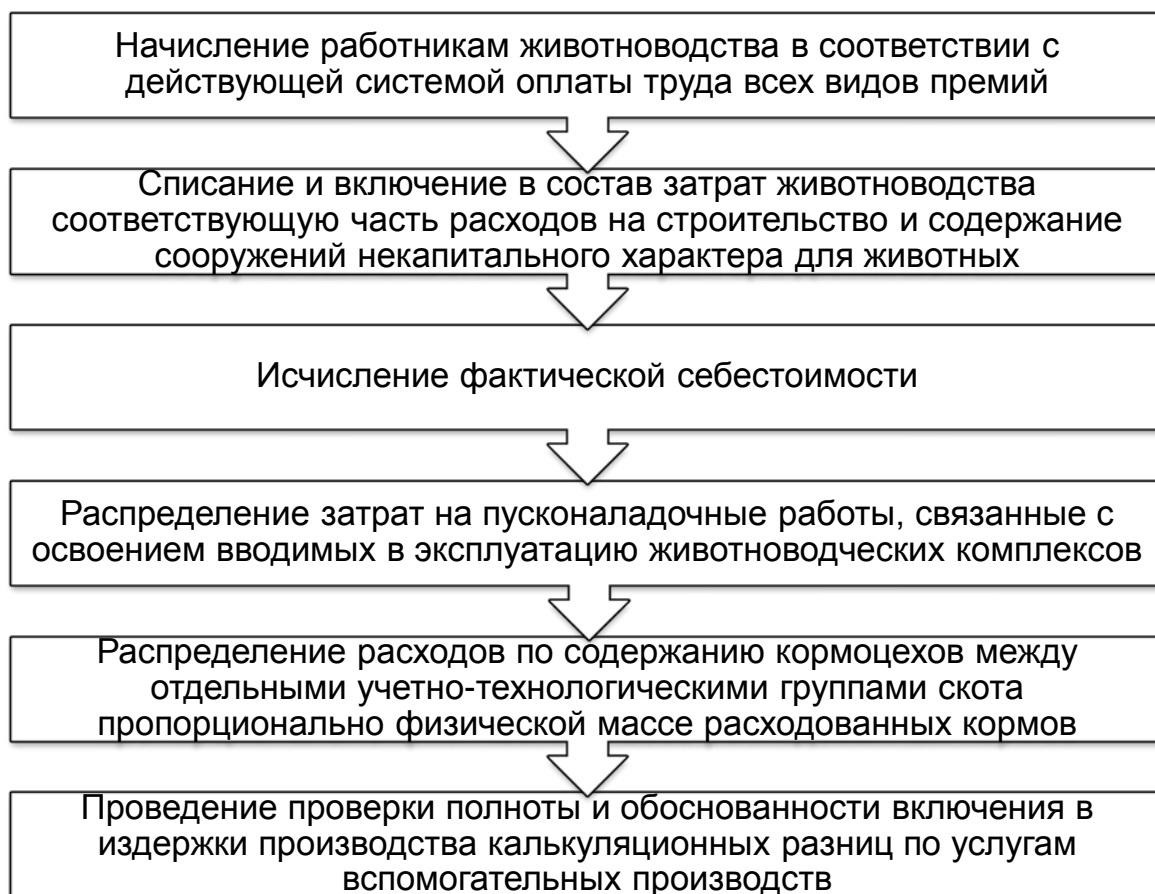 Начисление работникам животноводства в соответствии с
действующей системой оплаты труда всех видов премий
Списание и включение в состав затрат животноводства
соответствующую часть расходов на строительство и содержание
сооружений некапитального характера для животных
Исчисление фактической себестоимости
Распределение затрат на пусконаладочные работы, связанные с
освоением вводимых в эксплуатацию животноводческих комплексов
Распределение расходов по содержанию кормоцехов между
отдельными учетно-технологическими группами скота
пропорционально физической массе расходованных кормов
Проведение проверки полноты и обоснованности включения в
издержки производства калькуляционных разниц по услугам
вспомогательных производств